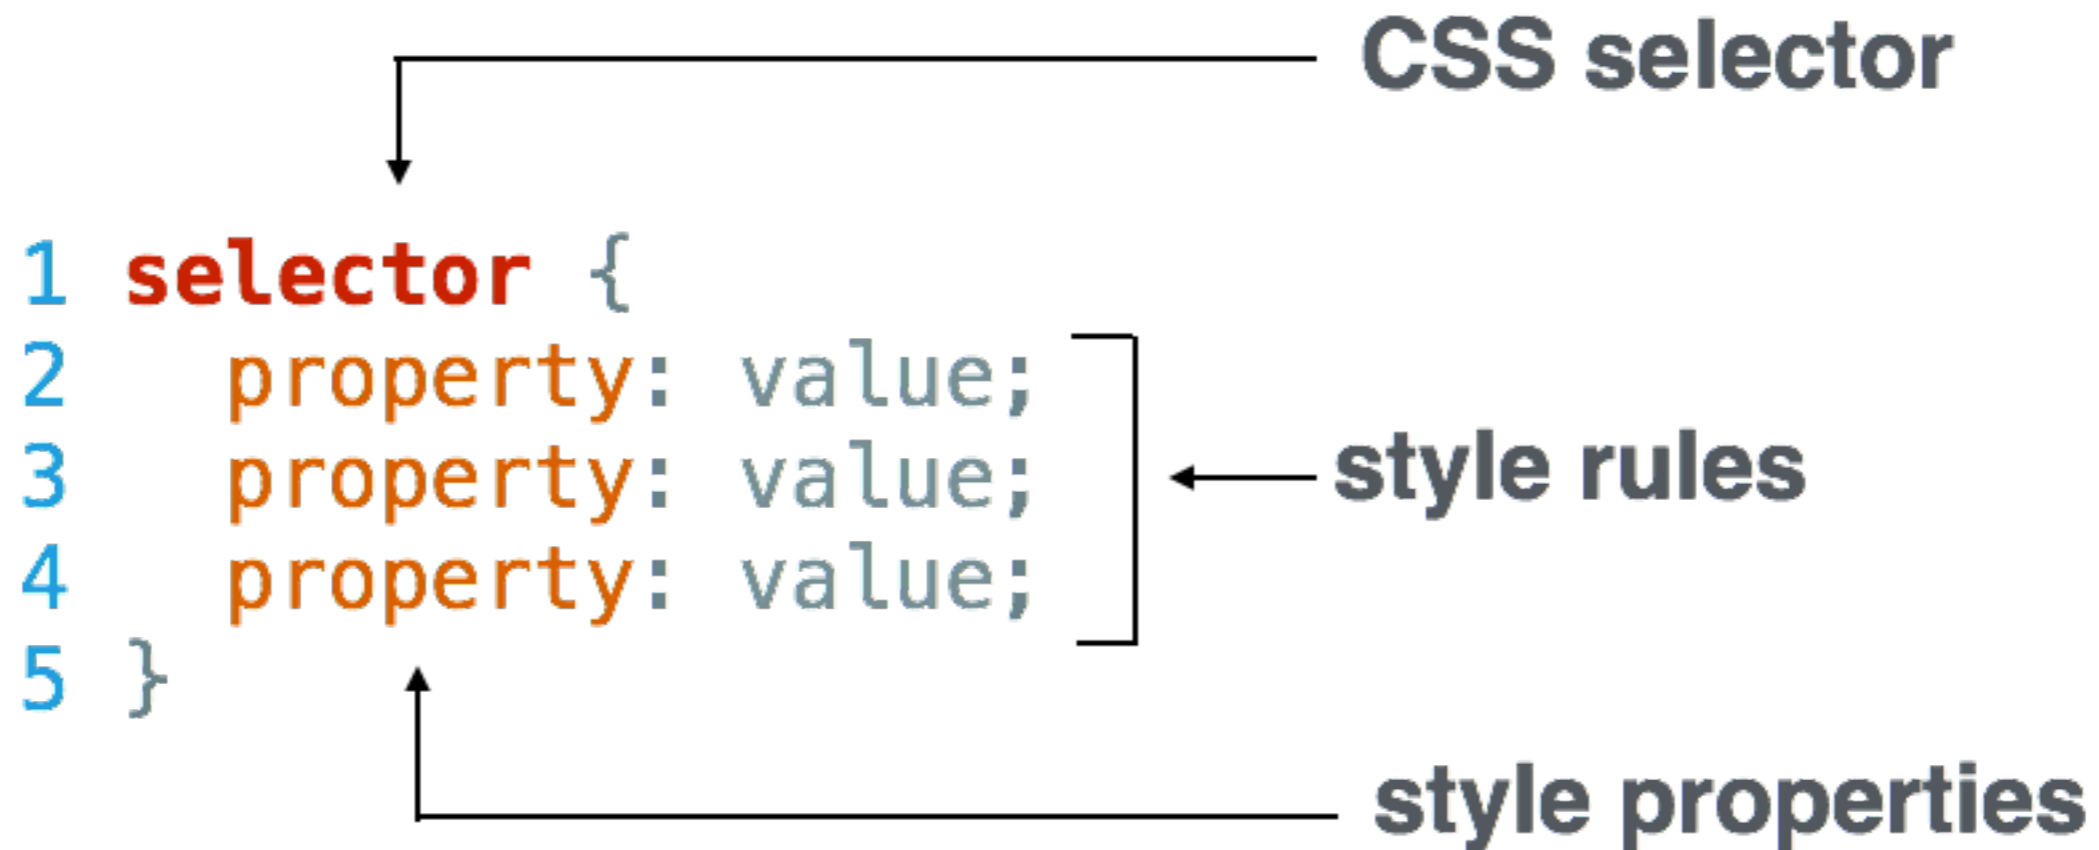 CSS selector
1 selector {
2   property: value;
3   property: value;
style rules
4   property: value;
5 }
style properties